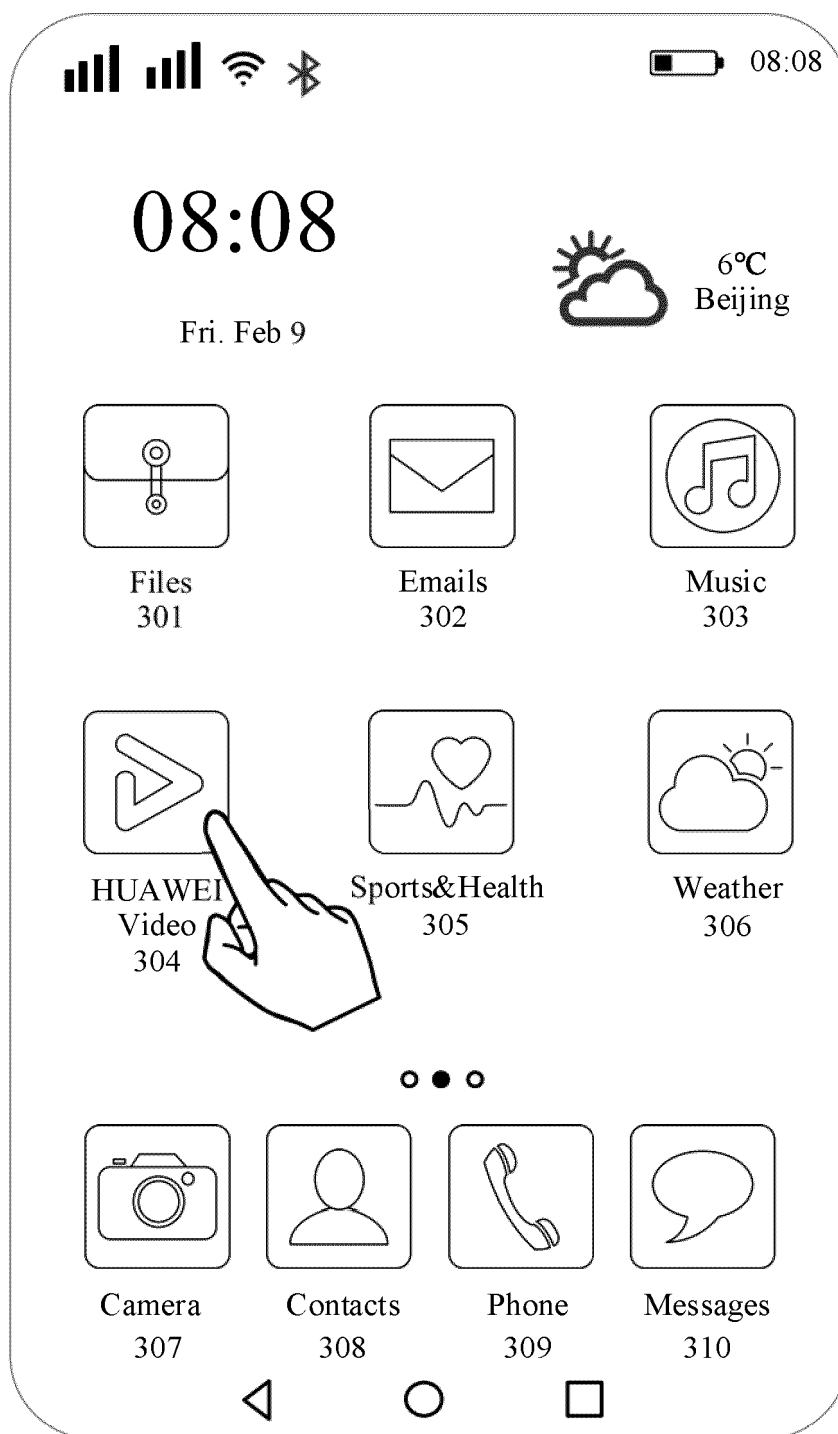 08:08
08:08
6℃
Beijing
Fri. Feb 9
Files
301
Emails
302
Music
303
HUAWEI
Video
304
Sports&Health
305
Weather
306
Camera
307
Contacts
308
Phone
309
Messages
310